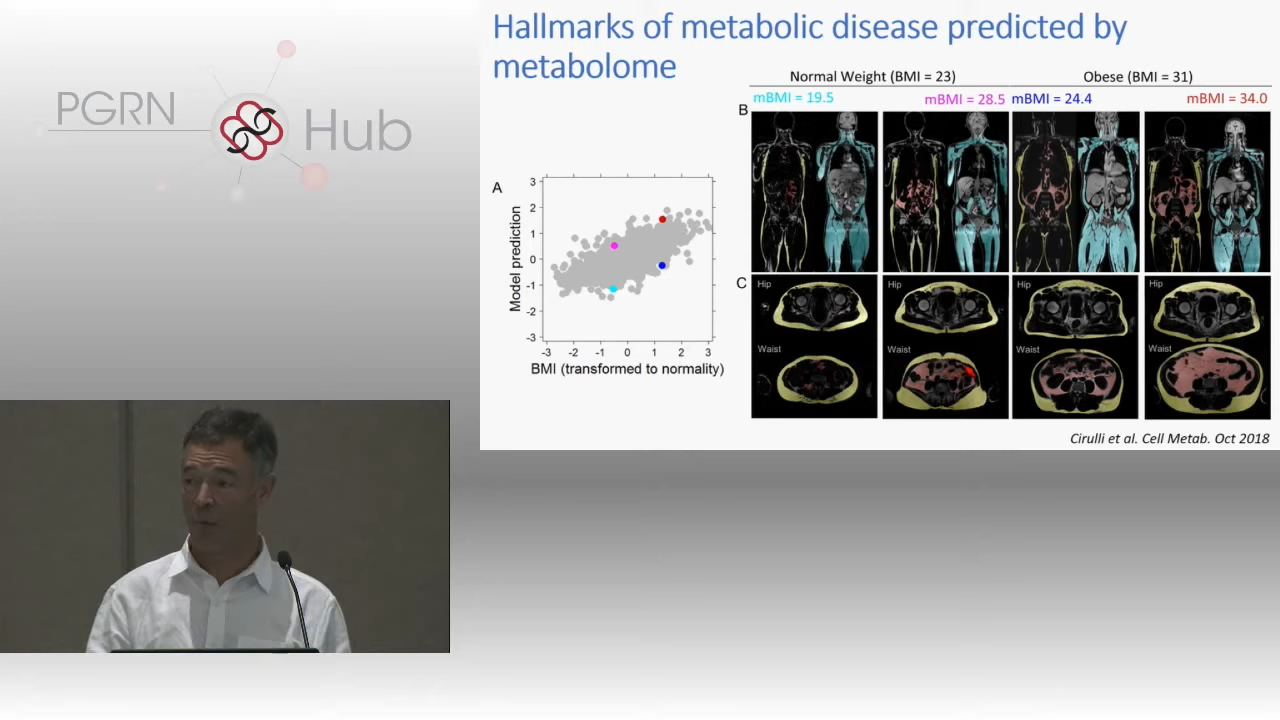 PGRN
Hub
Hallmarks of metabolic disease predicted by
metabolome
Normal Weight (BMI = 23)
Obese (BMI = 31)
mBMI = 19.5
mBMI = 28.5
mBMI = 24.4
mBMI = 34.0
B
A
3
2
1
0
-1
-2
-3
Model prediction
-3 -2 -1 0 1 2 3
BMI (transformed to normality)
C
Hip
Hip
Hip
Hip
Waist
Waist
Waist
Waist
Cirulli et al. Cell Metab. Oct 2018